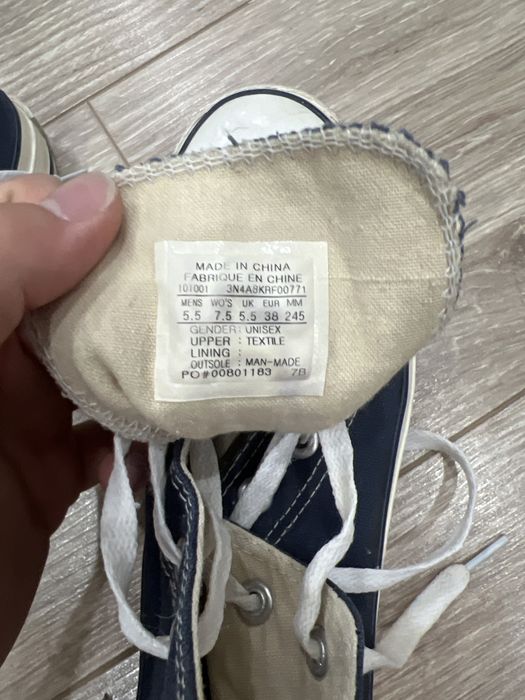 MADE IN CHINA
FABRIQUE EN CHINE
101001 3N4A8KRF00771
MENS WO'S UK EUR MM
5.5 7.5 5.5 38 245
GENDER: UNISEX
UPPER : TEXTILE
LINING :
OUTSOLE : MAN-MADE
PO#00801183 7B